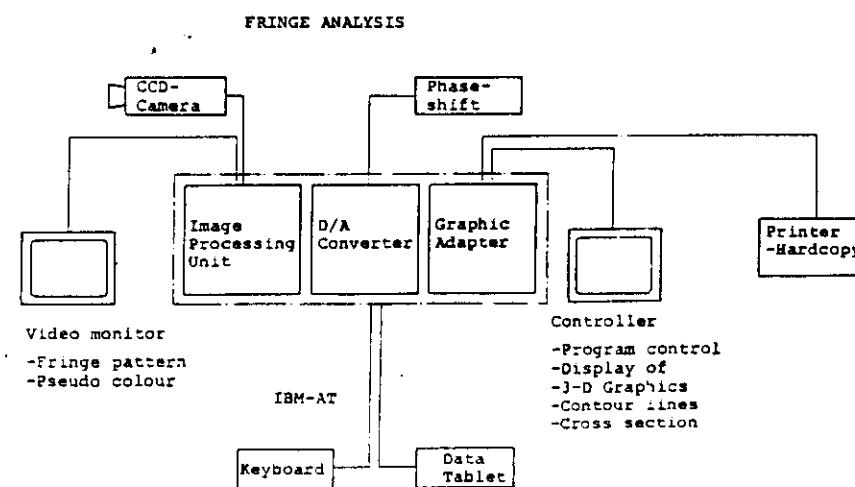 FRINGE ANALYSIS
CCD-
Camera
Phase-
shift
Image
Processing
Unit
D/A
Converter
Graphic
Adapter
Printer
-Hardcopy
Video monitor
-Fringe pattern
-Pseudo colour
Controller
-Program control
-Display of
-3-D Graphics
-Contour lines
-Cross section
IBM-AT
Keyboard
Data
Tablet